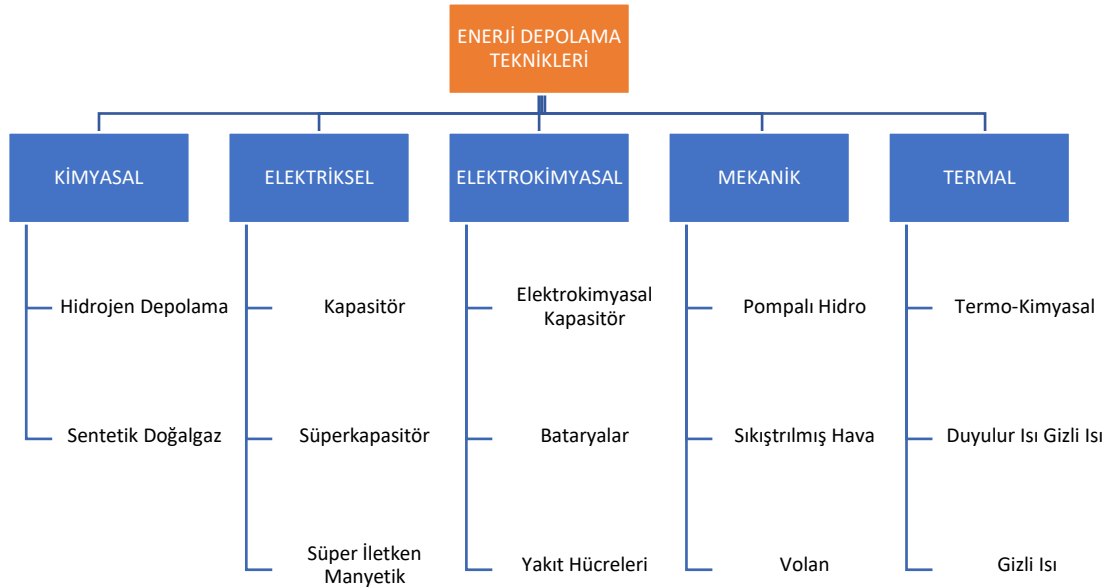 ENERJİ DEPOLAMA
TEKNİKLERİ
KİMYASAL
ELEKTRİKSEL
ELEKTROKİMYASAL
MEKANİK
TERMAL
Hidrojen Depolama
Kapasitör
Elektrokimyasal
Kapasitör
Pompalı Hidro
Termo-Kimyasal
Sentetik Doğalgaz
Süperkapasitör
Bataryalar
Sıkıştrılmış Hava
Duyulur Isı Gizli Isı
Süper İletken
Manyetik
Yakıt Hücreleri
Volan
Gizli Isı